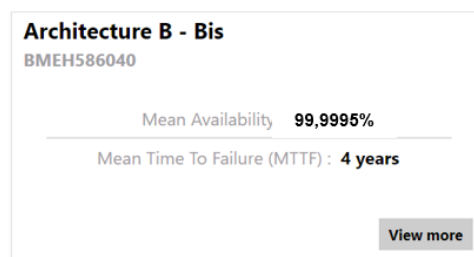 Architecture B - Bis
BMEH586040
Mean Availability 99,9995%
Mean Time To Failure (MTTF) : 4 years
View more